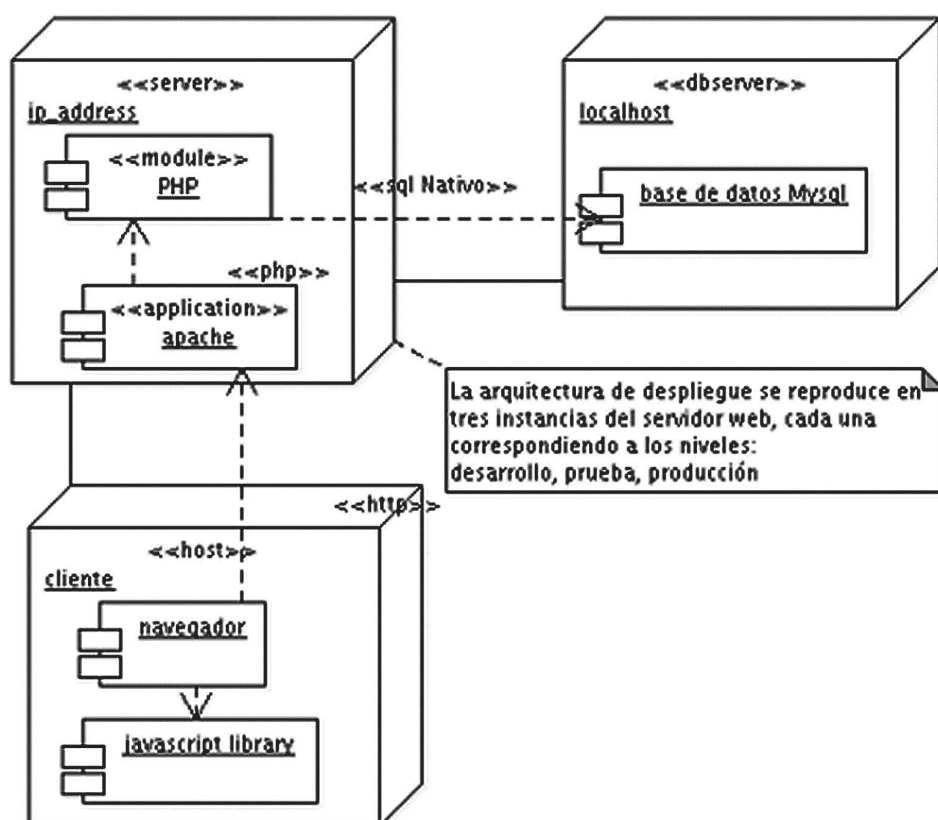 <<server>>
ip_address
<<module>>
PHP
<<sql Nativo>>
<<dbserver>>
localhost
base de datos Mysql
<<php>>
<<application>>
apache
La arquitectura de despliegue se reproduce en
tres instancias del servidor web, cada una
correspondiendo a los niveles:
desarrollo, prueba, producción
<<http>>
<<host>>
cliente
navegador
javascript library